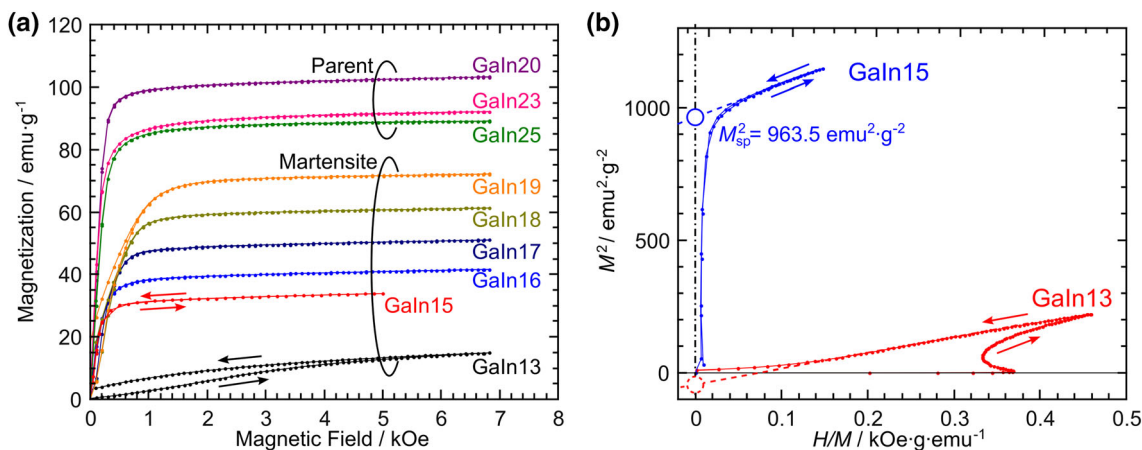 (a)
Magnetization / emu·g⁻¹
120
100
80
60
40
20
0
Parent
GaIn20
GaIn23
GaIn25
Martensite
GaIn19
GaIn18
GaIn17
GaIn16
GaIn15
GaIn13
0 1 2 3 4 5 6 7
Magnetic Field / kOe
(b)
M² / emu²·g⁻²
1000
500
0
GaIn15
M²sp = 963.5 emu²·g⁻²
GaIn13
0 0.1 0.2 0.3 0.4 0.5
H/M / kOe·g·emu⁻¹